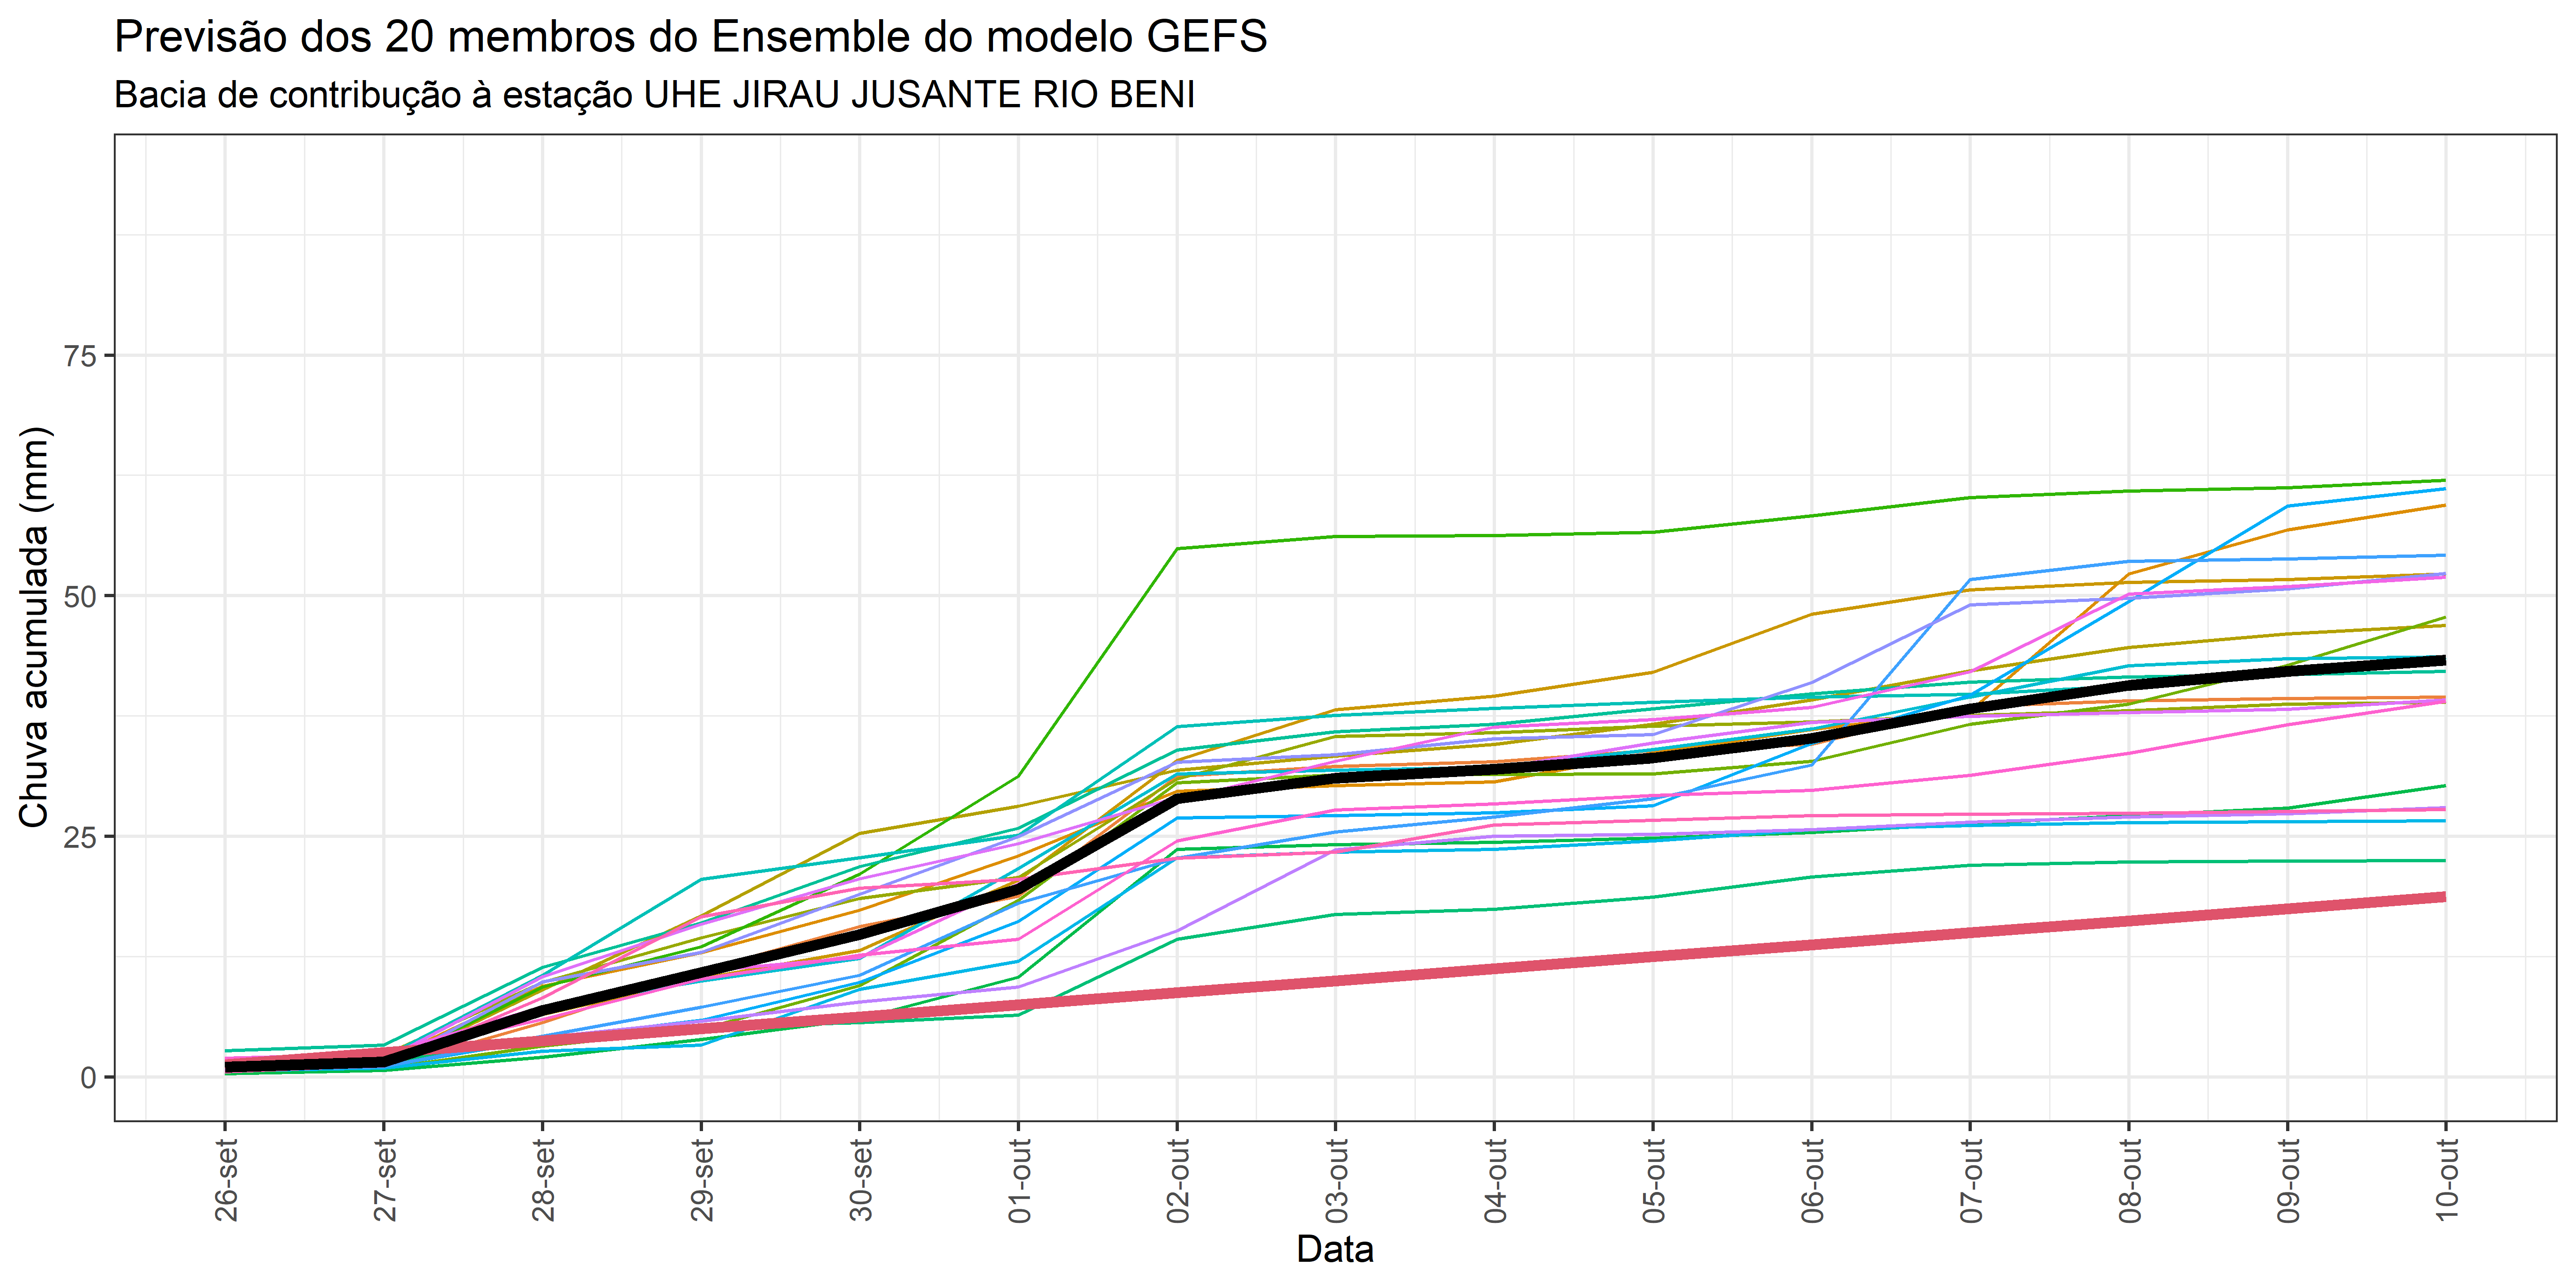 Previsão dos 20 membros do Ensemble do modelo GEFS
Bacia de contribução à estação UHE JIRAU JUSANTE RIO BENI
Chuva acumulada (mm)
75
50
25
0
26-set
27-set
28-set
29-set
30-set
01-out
02-out
03-out
04-out
05-out
06-out
07-out
08-out
09-out
10-out
Data